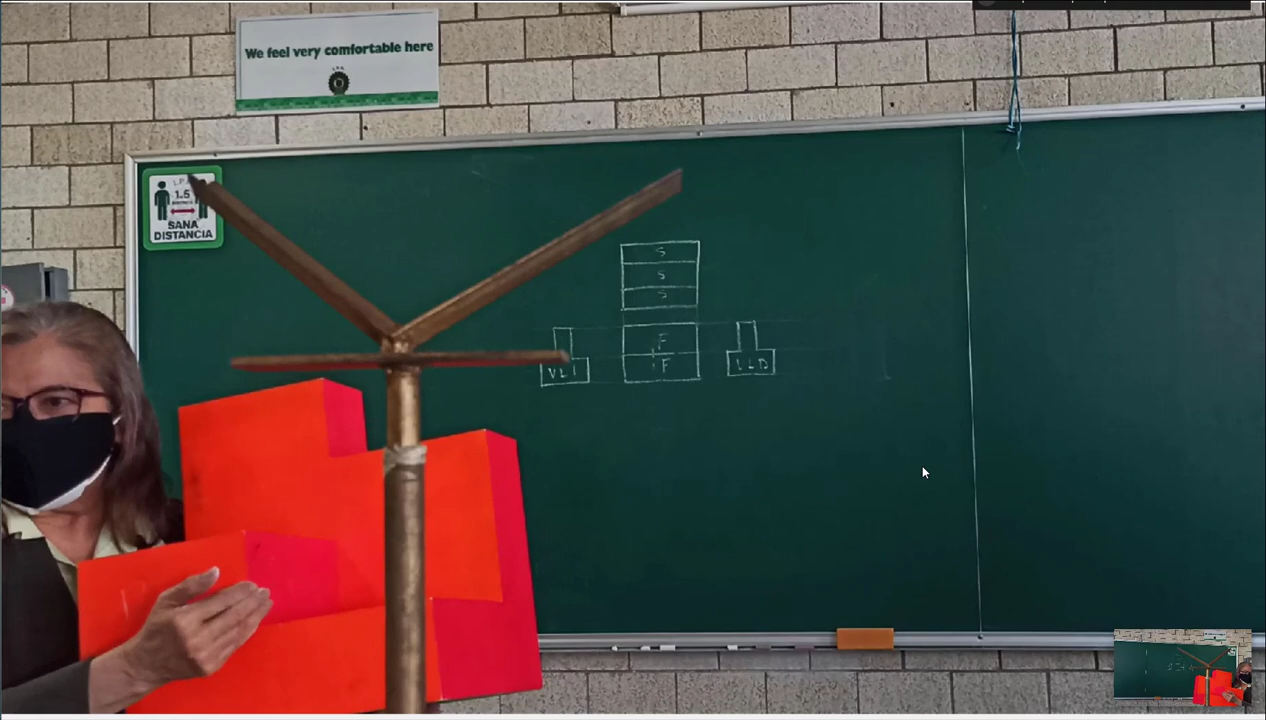 We feel very comfortable here
L.P.
1.5
SANA
DISTANCIA
S
S
S
F
F
VLI
VLD